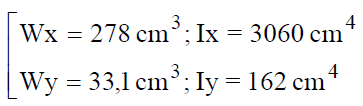 Wx = 278 cm³ ; Ix = 3060 cm⁴
Wy = 33,1 cm³ ; Iy = 162 cm⁴